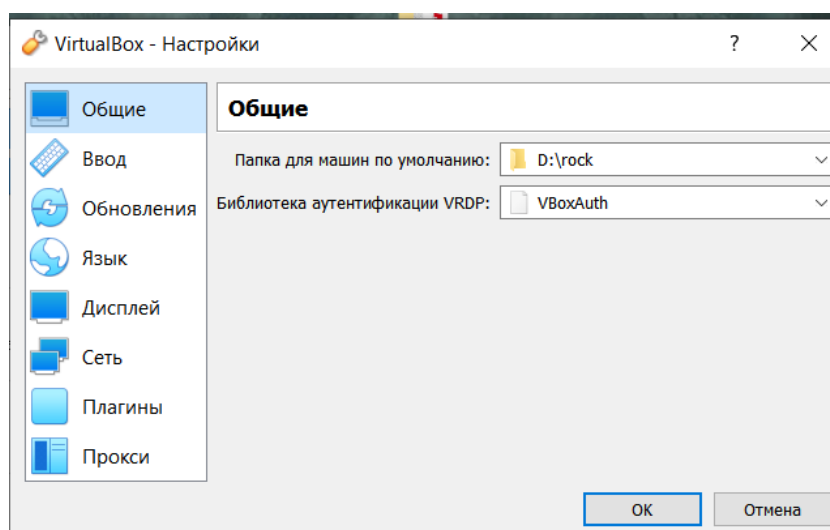 VirtualBox - Настройки
?
Общие
Ввод
Обновления
Язык
Дисплей
Сеть
Плагины
Прокси
Общие
Папка для машин по умолчанию: D:\rock
Библиотека аутентификации VRDP: VBoxAuth
OK Отмена